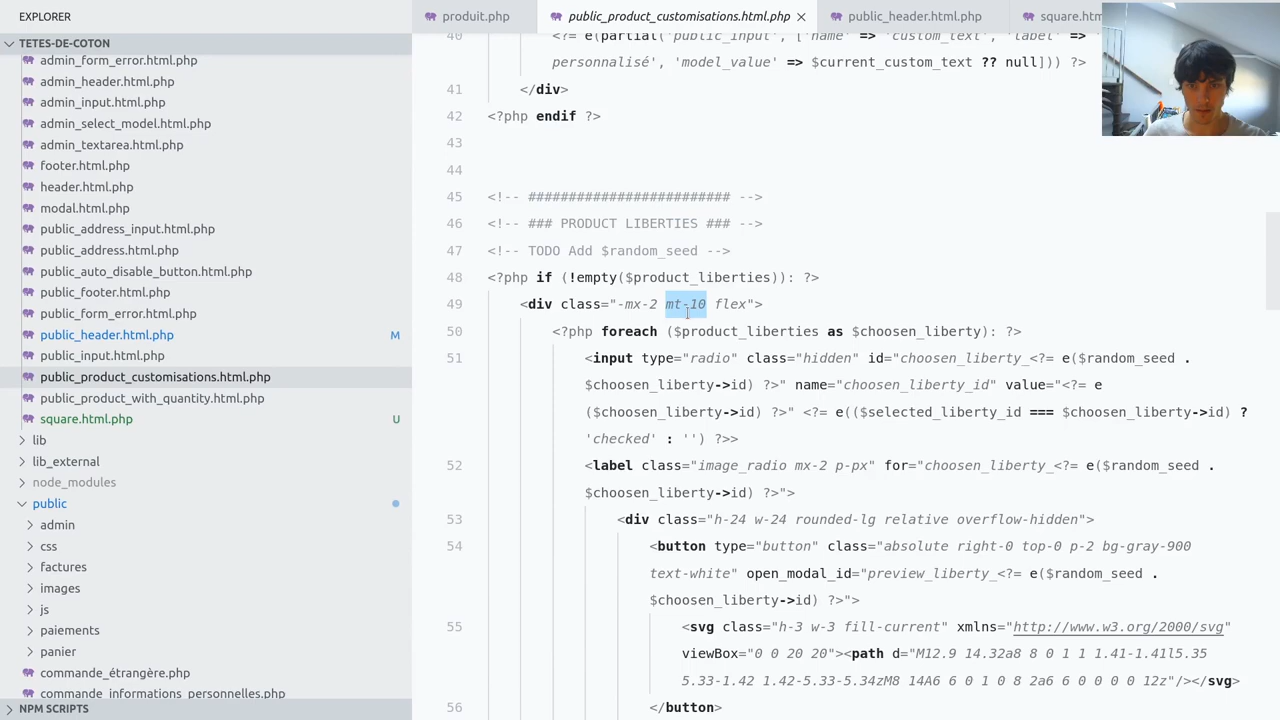 EXPLORER
TETES-DE-COTON
admin_form_error.html.php
admin_header.html.php
admin_input.html.php
admin_select_model.html.php
admin_textarea.html.php
footer.html.php
header.html.php
modal.html.php
public_address_input.html.php
public_address.html.php
public_auto_disable_button.html.php
public_footer.html.php
public_form_error.html.php
public_header.html.php M
public_input.html.php
public_product_customisations.html.php
public_product_with_quantity.html.php
square.html.php U
lib
lib_external
node_modules
public
admin
css
factures
images
js
paiements
panier
commande_étrangère.php
commande_informations_personnelles.php
NPM SCRIPTS
produit.php public_product_customisations.html.php public_header.html.php square.htm
40 <?= e(partial('public_input', ['name' => 'custom_text', 'label' =>
personnalisé', 'model_value' => $current_custom_text ?? null])) ?>
41 </div>
42 <?php endif ?>
43
44
45 <!-- ######################### -->
46 <!-- ### PRODUCT LIBERTIES ### -->
47 <!-- TODO Add $random_seed -->
48 <?php if (!empty($product_liberties)): ?>
49 <div class="-mx-2 mt-10 flex">
50 <?php foreach ($product_liberties as $choosen_liberty): ?>
51 <input type="radio" class="hidden" id="choosen_liberty_<?= e($random_seed .
$choosen_liberty->id) ?>" name="choosen_liberty_id" value="<?= e
($choosen_liberty->id) ?>" <?= e(($selected_liberty_id === $choosen_liberty->id) ?
'checked' : '') ?>>
52 <label class="image_radio mx-2 p-px" for="choosen_liberty_<?= e($random_seed .
$choosen_liberty->id) ?>">
53 <div class="h-24 w-24 rounded-lg relative overflow-hidden">
54 <button type="button" class="absolute right-0 top-0 p-2 bg-gray-900
text-white" open_modal_id="preview_liberty_<?= e($random_seed .
$choosen_liberty->id) ?>">
55 <svg class="h-3 w-3 fill-current" xmlns="http://www.w3.org/2000/svg"
viewBox="0 0 20 20"><path d="M12.9 14.32a8 8 0 1 1 1.41-1.41l5.35
5.33-1.42 1.42-5.33-5.34zM8 14A6 6 0 1 0 8 2a6 6 0 0 0 0 12z"/></svg>
56 </button>